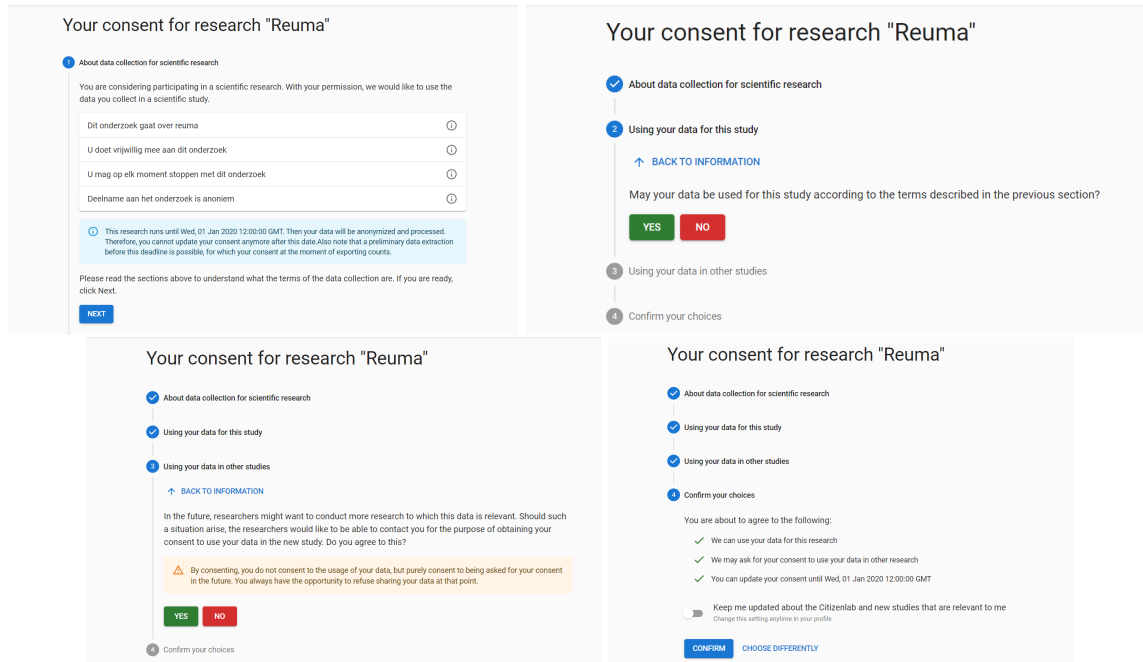 Your consent for research "Reuma"
1 About data collection for scientific research
You are considering participating in a scientific research. With your permission, we would like to use the
data you collect in a scientific study.
Dit onderzoek gaat over reuma
U doet vrijwillig mee aan dit onderzoek
U mag op elk moment stoppen met dit onderzoek
Deelname aan het onderzoek is anoniem
This research runs until Wed, 01 Jan 2020 12:00:00 GMT. Then your data will be anonymized and processed.
Therefore, you cannot update your consent anymore after this date.Also note that a preliminary data extraction
before this deadline is possible, for which your consent at the moment of exporting counts.
Please read the sections above to understand what the terms of the data collection are. If you are ready,
click Next.
NEXT
Your consent for research "Reuma"
About data collection for scientific research
2 Using your data for this study
BACK TO INFORMATION
May your data be used for this study according to the terms described in the previous section?
YES NO
3 Using your data in other studies
4 Confirm your choices
Your consent for research "Reuma"
About data collection for scientific research
Using your data for this study
3 Using your data in other studies
BACK TO INFORMATION
In the future, researchers might want to conduct more research to which this data is relevant. Should such
a situation arise, the researchers would like to be able to contact you for the purpose of obtaining your
consent to use your data in the new study. Do you agree to this?
By consenting, you do not consent to the usage of your data, but purely consent to being asked for your consent
in the future. You always have the opportunity to refuse sharing your data at that point.
YES NO
4 Confirm your choices
Your consent for research "Reuma"
About data collection for scientific research
Using your data for this study
Using your data in other studies
4 Confirm your choices
You are about to agree to the following:
We can use your data for this research
We may ask for your consent to use your data in other research
You can update your consent until Wed, 01 Jan 2020 12:00:00 GMT
Keep me updated about the Citizenlab and new studies that are relevant to me
Change this setting anytime in your profile
CONFIRM CHOOSE DIFFERENTLY